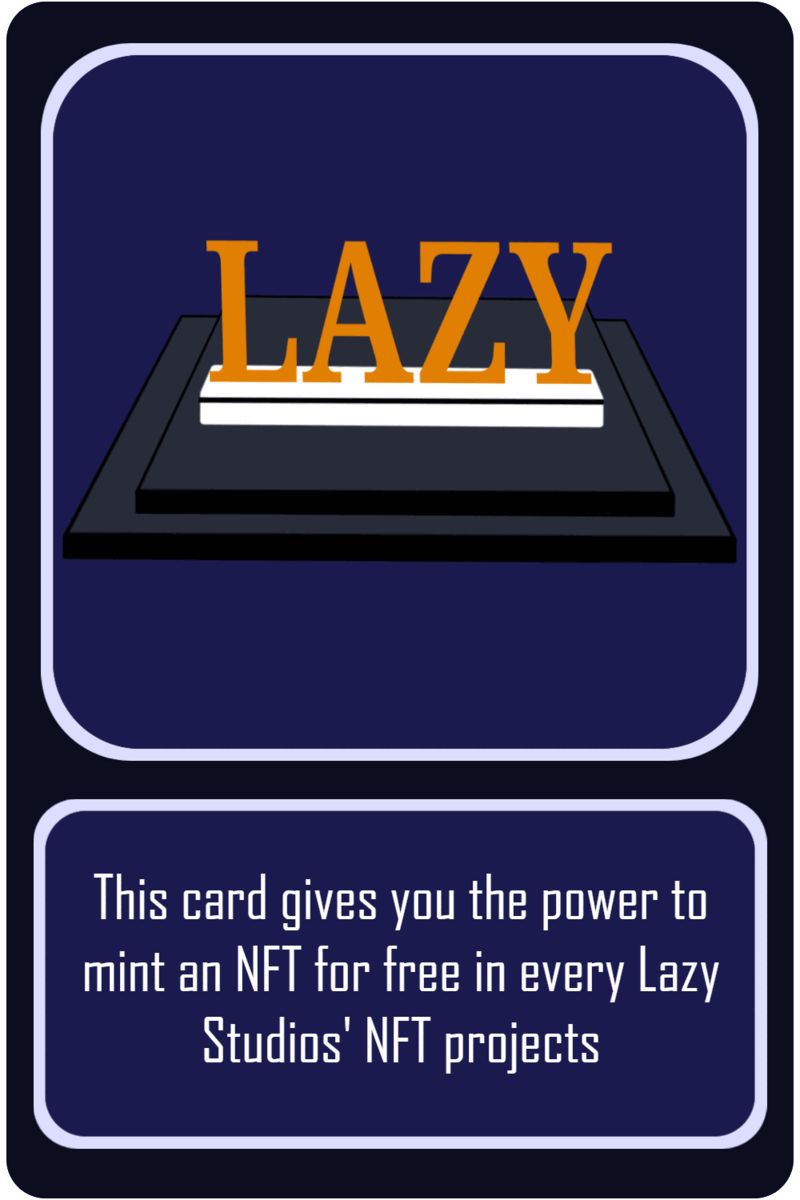 LAZY
This card gives you the power to
mint an NFT for free in every Lazy
Studios' NFT projects